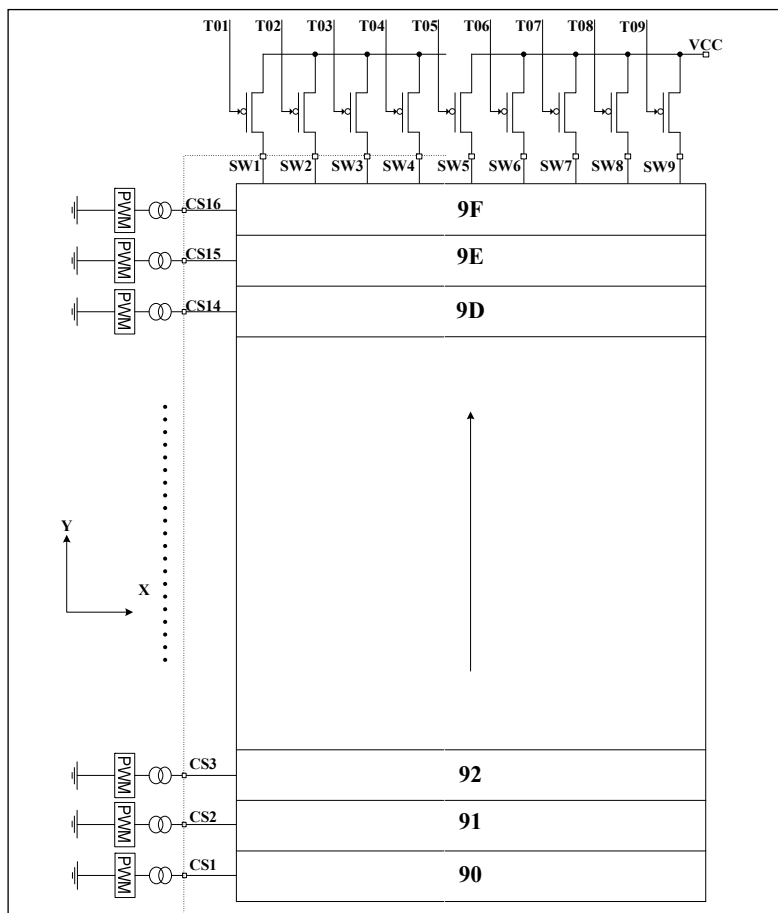 T01 T02 T03 T04 T05 T06 T07 T08 T09
VCC
SW1 SW2 SW3 SW4 SW5 SW6 SW7 SW8 SW9
PWM CS16 9F
PWM CS15 9E
PWM CS14 9D
Y
X
PWM CS3 92
PWM CS2 91
PWM CS1 90